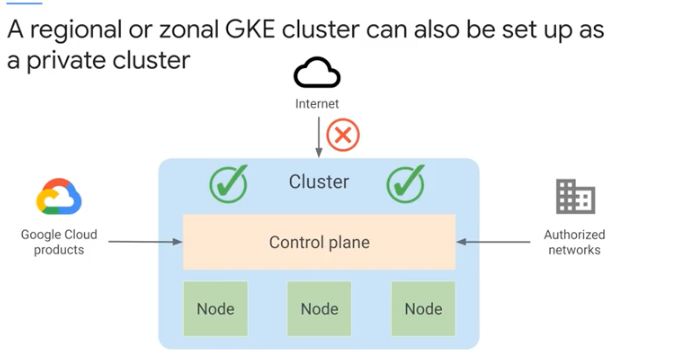 A regional or zonal GKE cluster can also be set up as
a private cluster
Internet
Cluster
Google Cloud
products
Control plane
Authorized
networks
Node
Node
Node